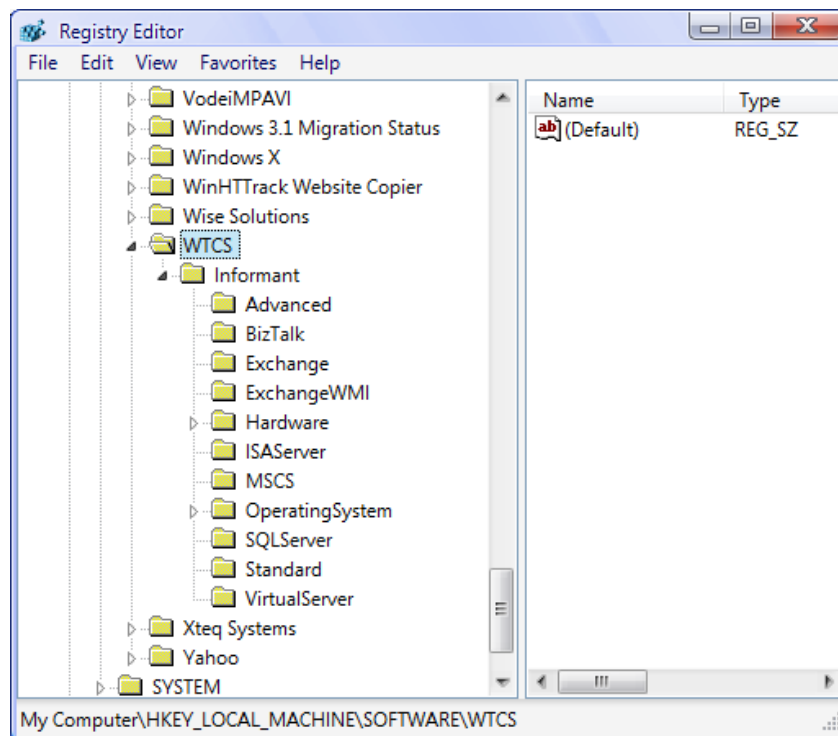 Registry Editor
File Edit View Favorites Help
VodeiMPAVI
Windows 3.1 Migration Status
Windows X
WinHTTrack Website Copier
Wise Solutions
WTCS
Informant
Advanced
BizTalk
Exchange
ExchangeWMI
Hardware
ISAServer
MSCS
OperatingSystem
SQLServer
Standard
VirtualServer
Xteq Systems
Yahoo
SYSTEM
Name Type
ab (Default) REG_SZ
My Computer\HKEY_LOCAL_MACHINE\SOFTWARE\WTCS